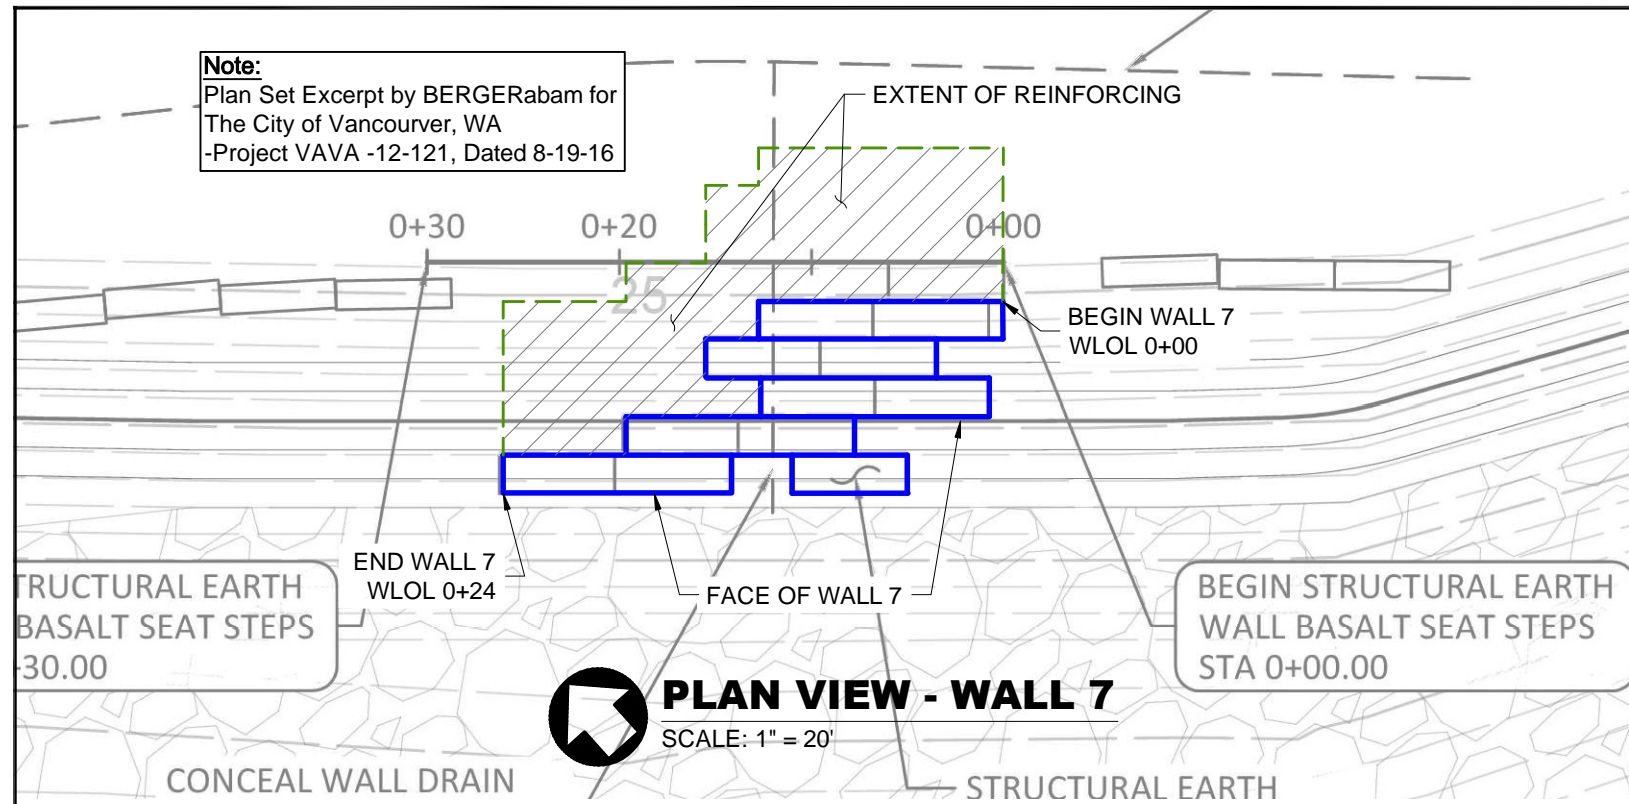 Note:
Plan Set Excerpt by BERGERabam for
The City of Vancourver, WA
-Project VAVA -12-121, Dated 8-19-16
EXTENT OF REINFORCING
0+30
0+20
0+00
25
BEGIN WALL 7
WLOL 0+00
END WALL 7
WLOL 0+24
FACE OF WALL 7
TRUCTURAL EARTH
BASALT SEAT STEPS
+30.00
BEGIN STRUCTURAL EARTH
WALL BASALT SEAT STEPS
STA 0+00.00
PLAN VIEW - WALL 7
SCALE: 1" = 20'
CONCEAL WALL DRAIN
STRUCTURAL EARTH